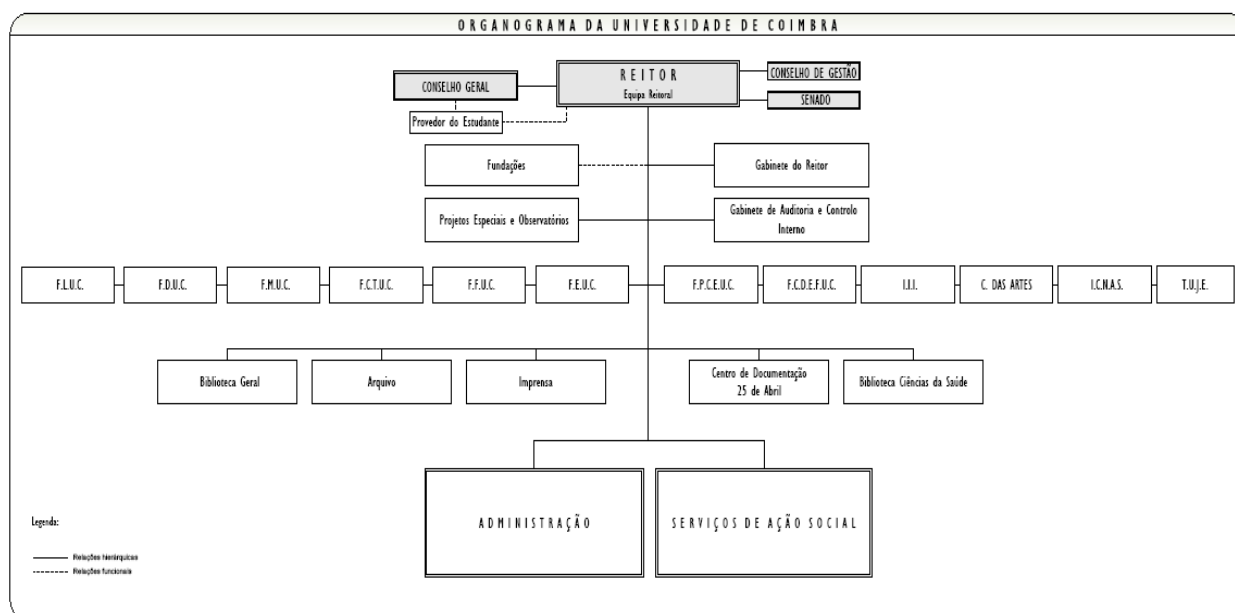 ORGANOGRAMA DA UNIVERSIDADE DE COIMBRA
REITOR
Equipa Reitoral
CONSELHO GERAL
CONSELHO DE GESTÃO
SENADO
Provedor do Estudante
Fundações
Gabinete do Reitor
Projetos Especiais e Observatórios
Gabinete de Auditoria e Controlo
Interno
F.L.U.C.
F.D.U.C.
F.M.U.C.
F.C.T.U.C.
F.F.U.C.
F.E.U.C.
F.P.C.E.U.C.
F.C.D.E.F.U.C.
I.I.I.
C. DAS ARTES
I.C.N.A.S.
T.U.J.E.
Biblioteca Geral
Arquivo
Imprensa
Centro de Documentação
25 de Abril
Biblioteca Ciências da Saúde
ADMINISTRAÇÃO
SERVIÇOS DE AÇÃO SOCIAL
Legenda:
Relações hierárquicas
Relações funcionais